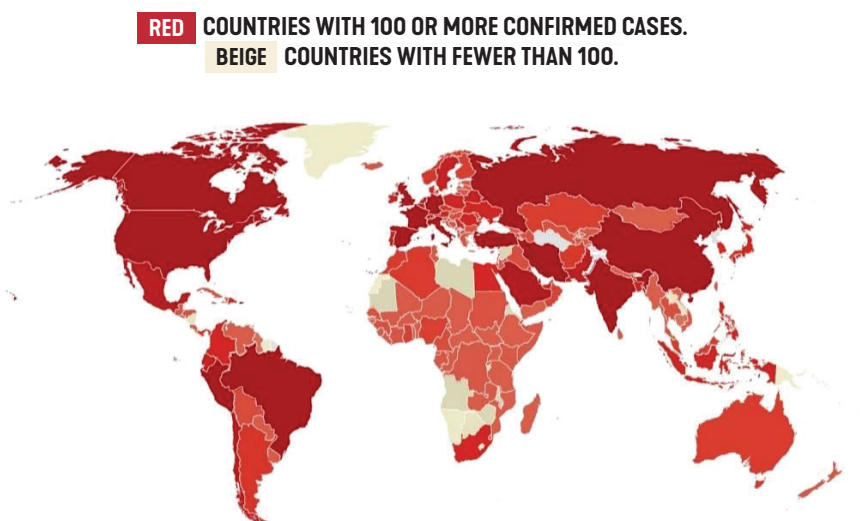 RED COUNTRIES WITH 100 OR MORE CONFIRMED CASES.
BEIGE COUNTRIES WITH FEWER THAN 100.